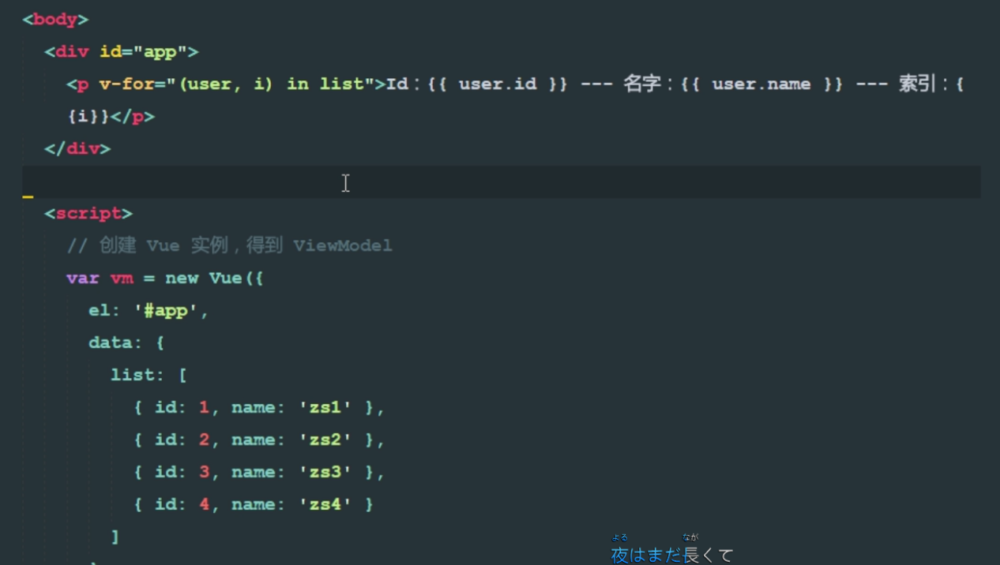 <body>
<div id="app">
<p v-for="(user, i) in list">Id：{{ user.id }} --- 名字：{{ user.name }} --- 索引：{
{i}}</p>
</div>
<script>
// 创建 Vue 实例，得到 ViewModel
var vm = new Vue({
el: '#app',
data: {
list: [
{ id: 1, name: 'zs1' },
{ id: 2, name: 'zs2' },
{ id: 3, name: 'zs3' },
{ id: 4, name: 'zs4' }
]
よる なが
夜はまだ長くて